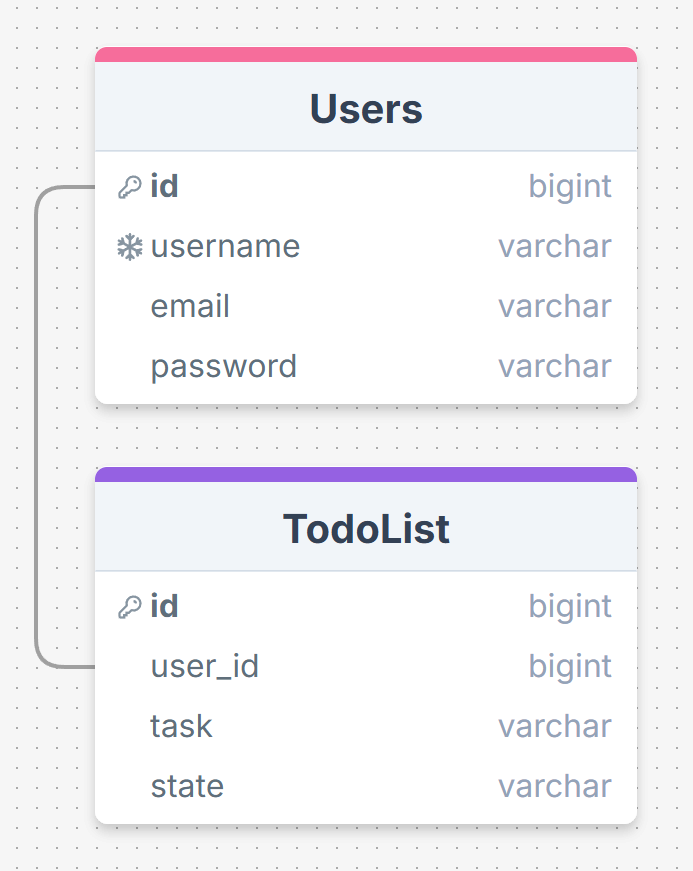 Users
id bigint
username varchar
email varchar
password varchar
TodoList
id bigint
user_id bigint
task varchar
state varchar